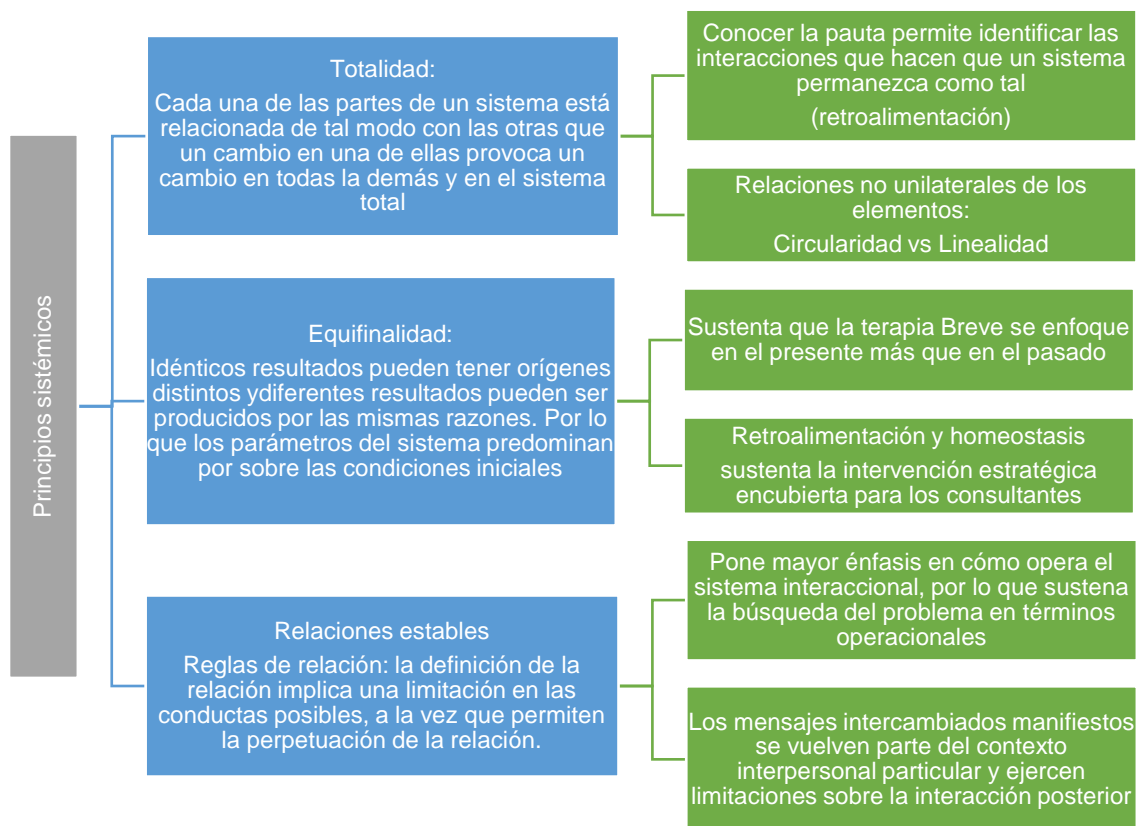 Principios sistémicos
Totalidad:
Cada una de las partes de un sistema está
relacionada de tal modo con las otras que
un cambio en una de ellas provoca un
cambio en todas la demás y en el sistema
total
Conocer la pauta permite identificar las
interacciones que hacen que un sistema
permanezca como tal
(retroalimentación)
Relaciones no unilaterales de los
elementos:
Circularidad vs Linealidad
Equifinalidad:
Idénticos resultados pueden tener orígenes
distintos ydiferentes resultados pueden ser
producidos por las mismas razones. Por lo
que los parámetros del sistema predominan
por sobre las condiciones iniciales
Sustenta que la terapia Breve se enfoque
en el presente más que en el pasado
Retroalimentación y homeostasis
sustenta la intervención estratégica
encubierta para los consultantes
Relaciones estables
Reglas de relación: la definición de la
relación implica una limitación en las
conductas posibles, a la vez que permiten
la perpetuación de la relación.
Pone mayor énfasis en cómo opera el
sistema interaccional, por lo que sustena
la búsqueda del problema en términos
operacionales
Los mensajes intercambiados manifiestos
se vuelven parte del contexto
interpersonal particular y ejercen
limitaciones sobre la interacción posterior